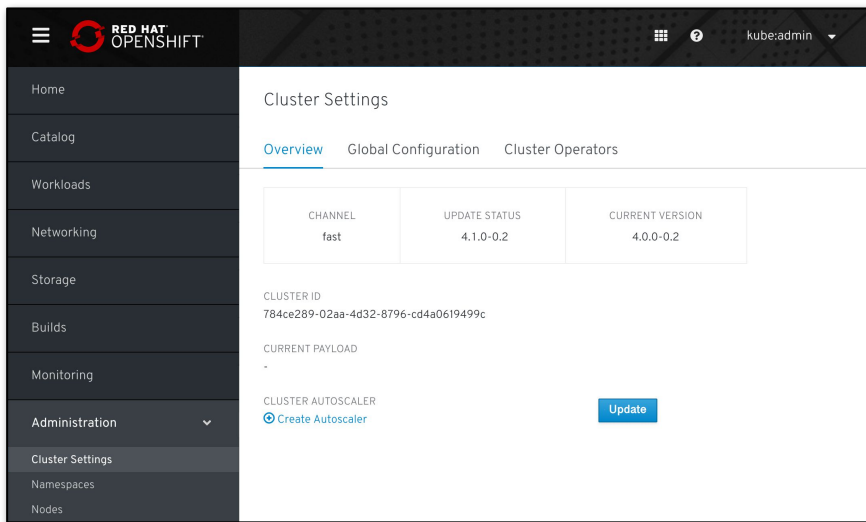 RED HAT
OPENSHIFT
kube:admin
Home
Catalog
Workloads
Networking
Storage
Builds
Monitoring
Administration
Cluster Settings
Namespaces
Nodes
Cluster Settings
Overview Global Configuration Cluster Operators
CHANNEL UPDATE STATUS CURRENT VERSION
fast 4.1.0-0.2 4.0.0-0.2
CLUSTER ID
784ce289-02aa-4d32-8796-cd4a0619499c
CURRENT PAYLOAD
-
CLUSTER AUTOSCALER
Create Autoscaler
Update